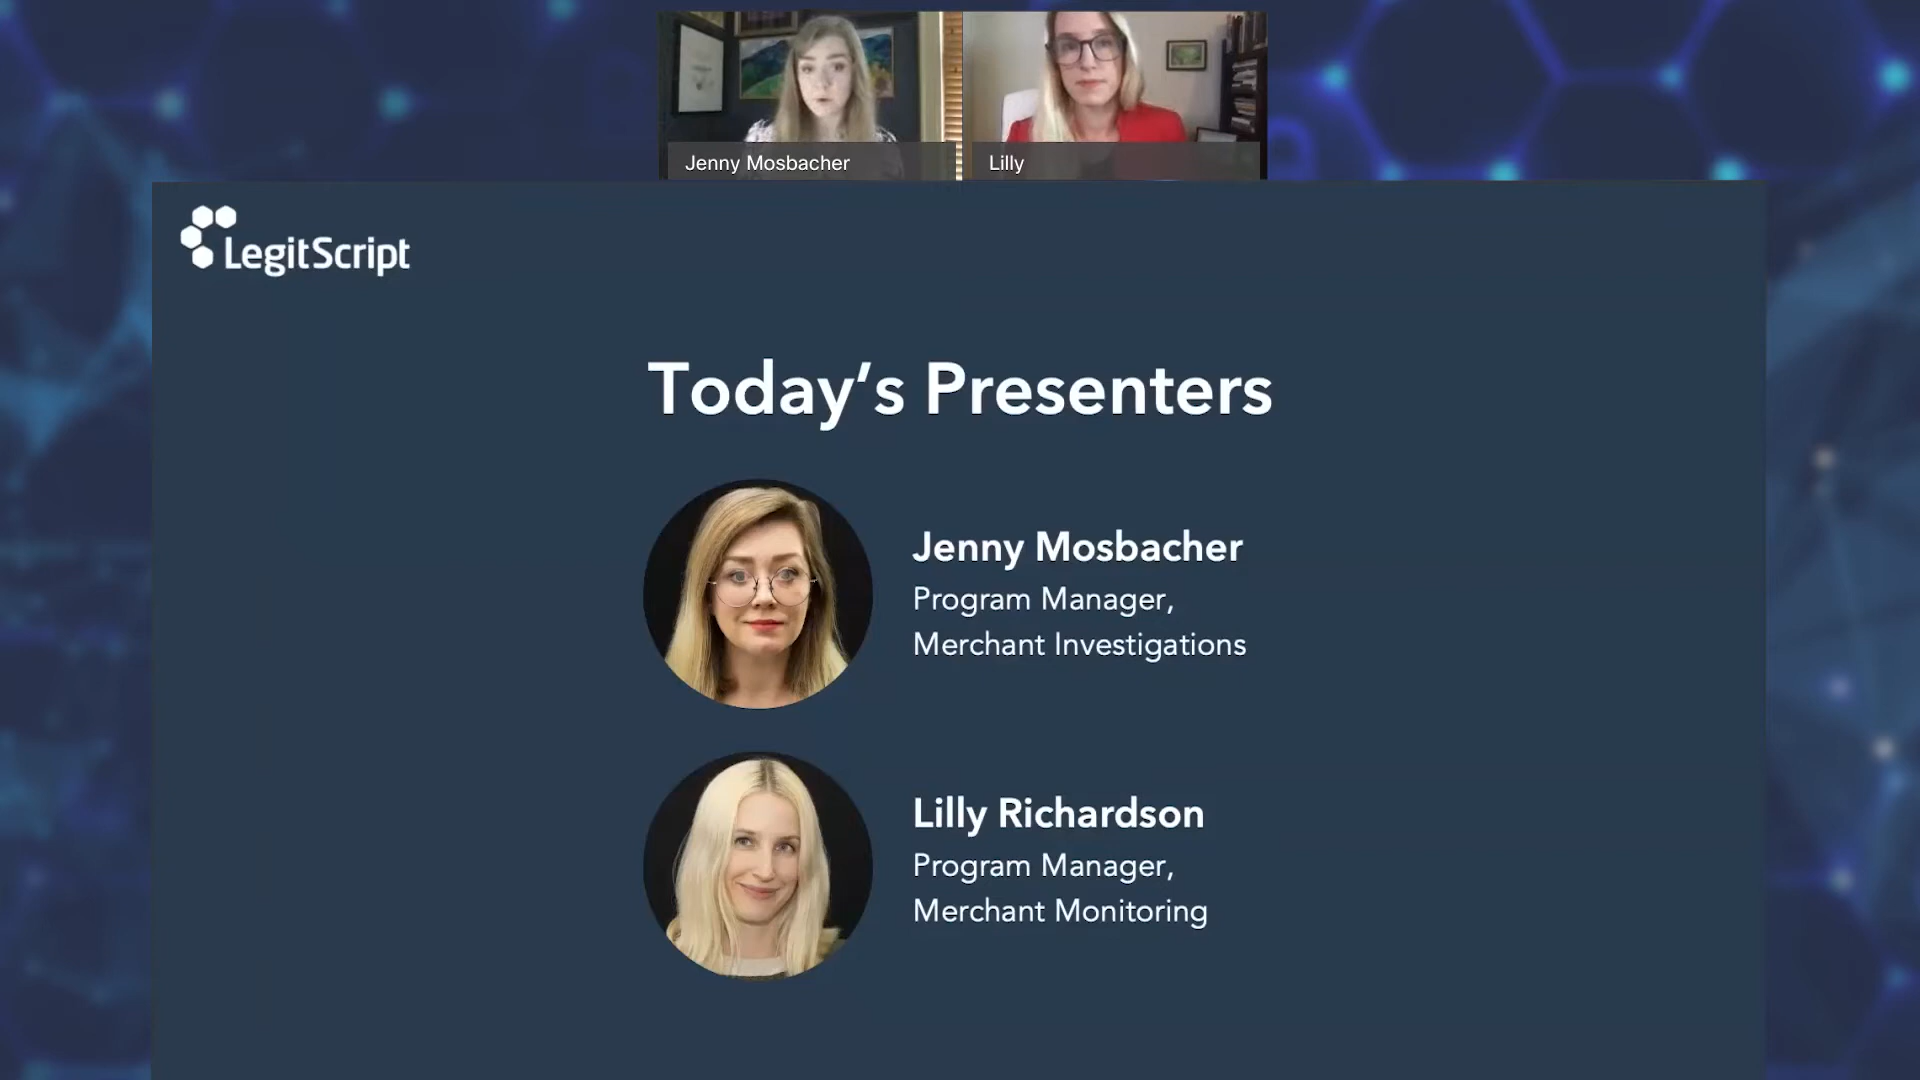 Jenny Mosbacher
Lilly
LegitScript
Today’s Presenters
Jenny Mosbacher
Program Manager,
Merchant Investigations
Lilly Richardson
Program Manager,
Merchant Monitoring